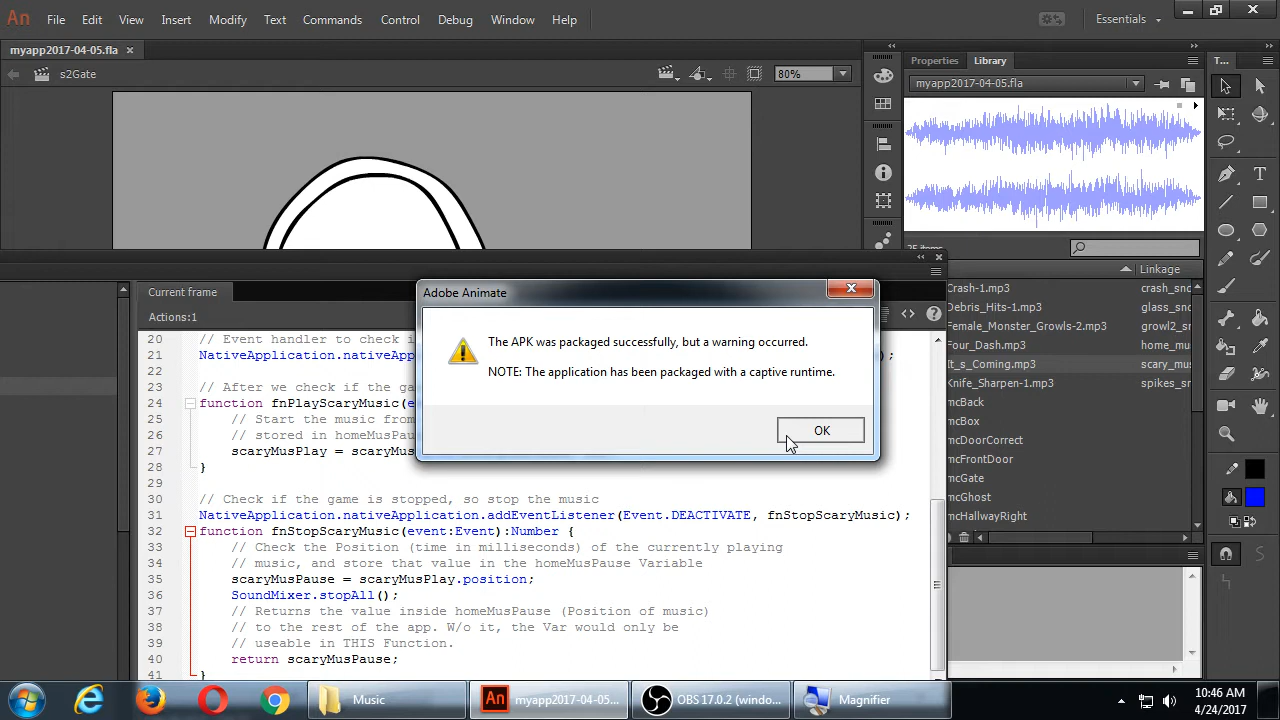 An File Edit View Insert Modify Text Commands Control Debug Window Help Essentials
myapp2017-04-05.fla
s2Gate 80%
Properties Library T...
myapp2017-04-05.fla
25 items
Linkage
Crash-1.mp3 crash_snd
Debris_Hits-1.mp3 glass_sno
Female_Monster_Growls-2.mp3 growl2_s
Four_Dash.mp3 home_mu
It_s_Coming.mp3 scary_mus
Knife_Sharpen-1.mp3 spikes_sn
mcBack
mcBox
mcDoorCorrect
mcFrontDoor
mcGate
mcGhost
mcHallwayRight
Current frame
Actions:1
20 // Event handler to check i
21 NativeApplication.nativeApp );
22
23 // After we check if the ga
24 function fnPlayScaryMusic(e
25 // Start the music from
26 // stored in homeMusPau
27 scaryMusPlay = scaryMus
28 }
29
30 // Check if the game is stopped, so stop the music
31 NativeApplication.nativeApplication.addEventListener(Event.DEACTIVATE, fnStopScaryMusic);
32 function fnStopScaryMusic(event:Event):Number {
33 // Check the Position (time in milliseconds) of the currently playing
34 // music, and store that value in the homeMusPause Variable
35 scaryMusPause = scaryMusPlay.position;
36 SoundMixer.stopAll();
37 // Returns the value inside homeMusPause (Position of music)
38 // to the rest of the app. W/o it, the Var would only be
39 // useable in THIS Function.
40 return scaryMusPause;
41 }
Adobe Animate
The APK was packaged successfully, but a warning occurred.
NOTE: The application has been packaged with a captive runtime.
OK
Music
An myapp2017-04-05...
OBS 17.0.2 (windo...
Magnifier
10:46 AM
4/24/2017